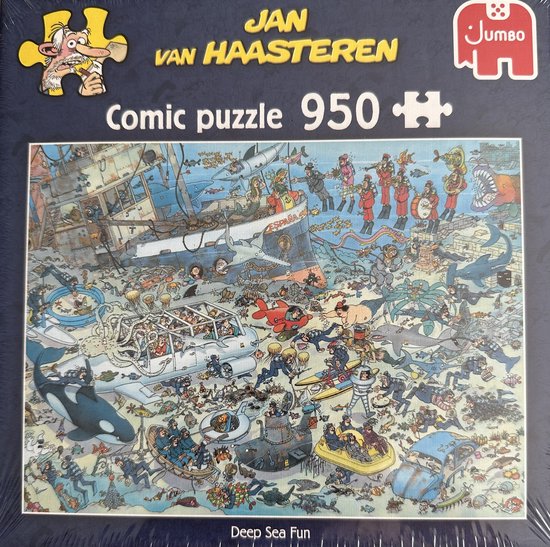 JAN
VAN HAASTEREN
JUMBO
Comic puzzle 950
ESPAÑA
Deep Sea Fun